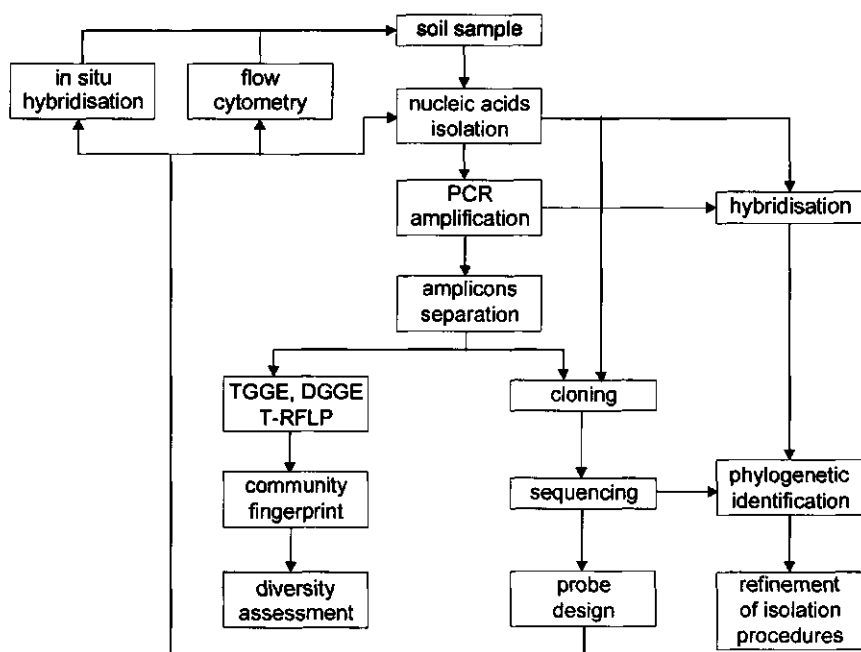 soil sample
in situ
hybridisation
flow
cytometry
nucleic acids
isolation
PCR
amplification
hybridisation
amplicons
separation
TGGE, DGGE
T-RFLP
cloning
community
fingerprint
sequencing
phylogenetic
identification
diversity
assessment
probe
design
refinement
of isolation
procedures